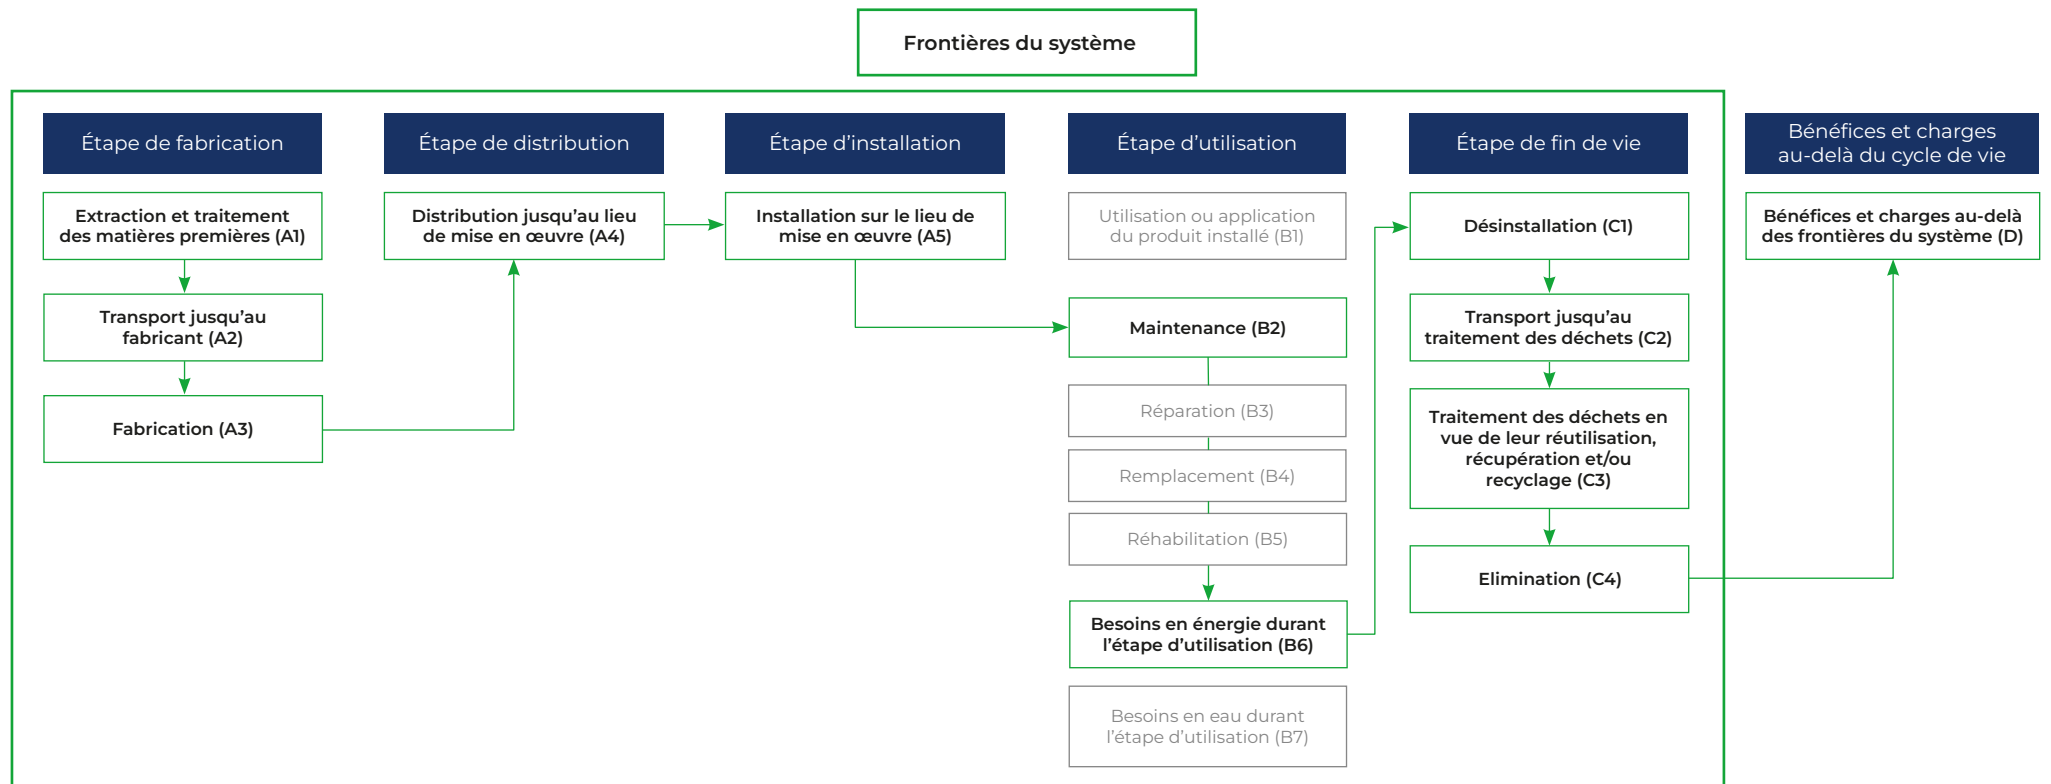 Frontières du système
Étape de fabrication
Extraction et traitement
des matières premières (A1)
Transport jusqu'au
fabricant (A2)
Fabrication (A3)
Étape de distribution
Distribution jusqu'au lieu
de mise en œuvre (A4)
Étape d'installation
Installation sur le lieu de
mise en œuvre (A5)
Étape d'utilisation
Utilisation ou application
du produit installé (B1)
Maintenance (B2)
Réparation (B3)
Remplacement (B4)
Réhabilitation (B5)
Besoins en énergie durant
l'étape d'utilisation (B6)
Besoins en eau durant
l'étape d'utilisation (B7)
Étape de fin de vie
Désinstallation (C1)
Transport jusqu'au
traitement des déchets (C2)
Traitement des déchets en
vue de leur réutilisation,
récupération et/ou
recyclage (C3)
Elimination (C4)
Bénéfices et charges
au-delà du cycle de vie
Bénéfices et charges au-delà
des frontières du système (D)